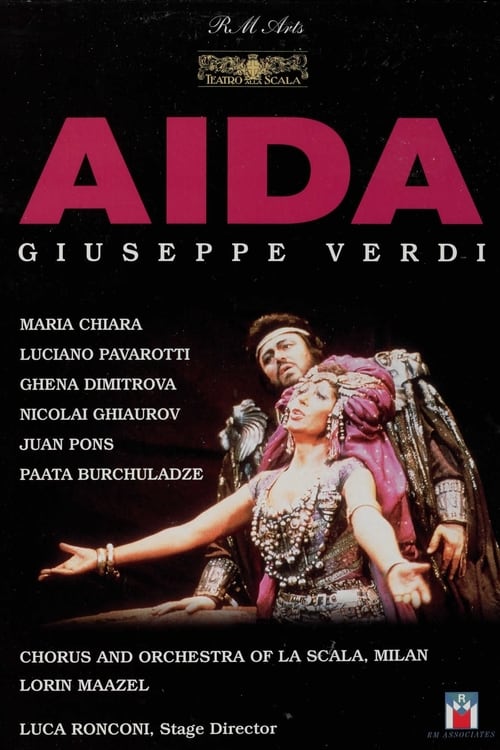 RM Arts
TEATRO ALLA SCALA
AIDA
GIUSEPPE VERDI
MARIA CHIARA
LUCIANO PAVAROTTI
GHENA DIMITROVA
NICOLAI GHIAUROV
JUAN PONS
PAATA BURCHULADZE
CHORUS AND ORCHESTRA OF LA SCALA, MILAN
LORIN MAAZEL
LUCA RONCONI, Stage Director
R
M
RM ASSOCIATES